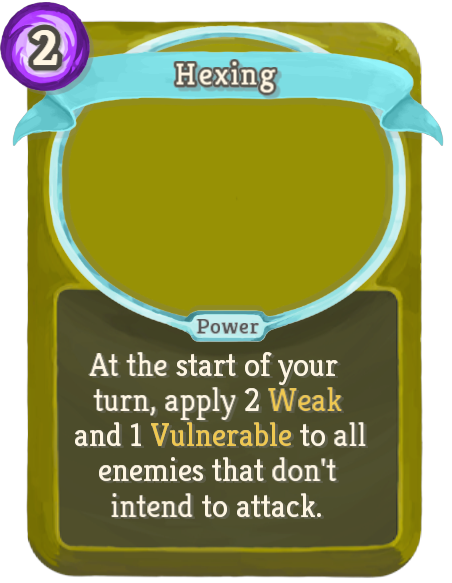 2
Hexing
Power
At the start of your
turn, apply 2 Weak
and 1 Vulnerable to all
enemies that don't
intend to attack.